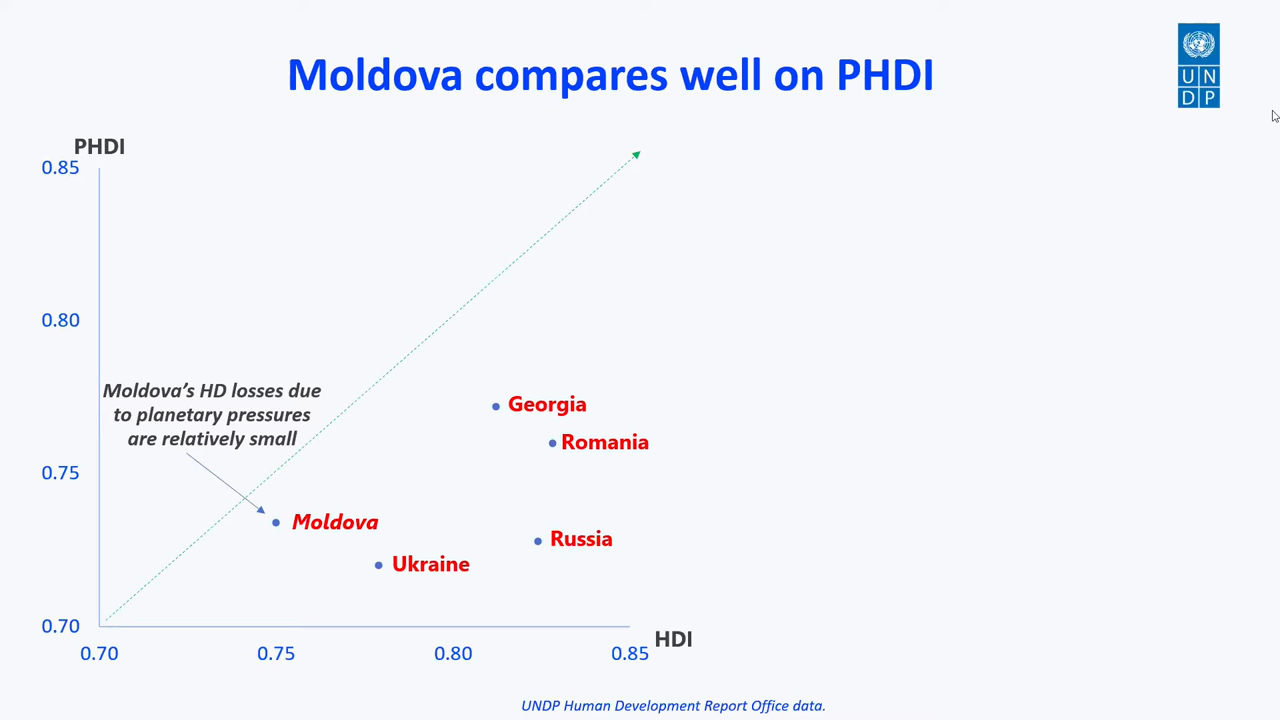 Moldova compares well on PHDI
UN
DP
PHDI
0.85
0.80
Moldova’s HD losses due
to planetary pressures
are relatively small
Georgia
Romania
0.75
Moldova
Russia
Ukraine
0.70
HDI
0.70 0.75 0.80 0.85
UNDP Human Development Report Office data.